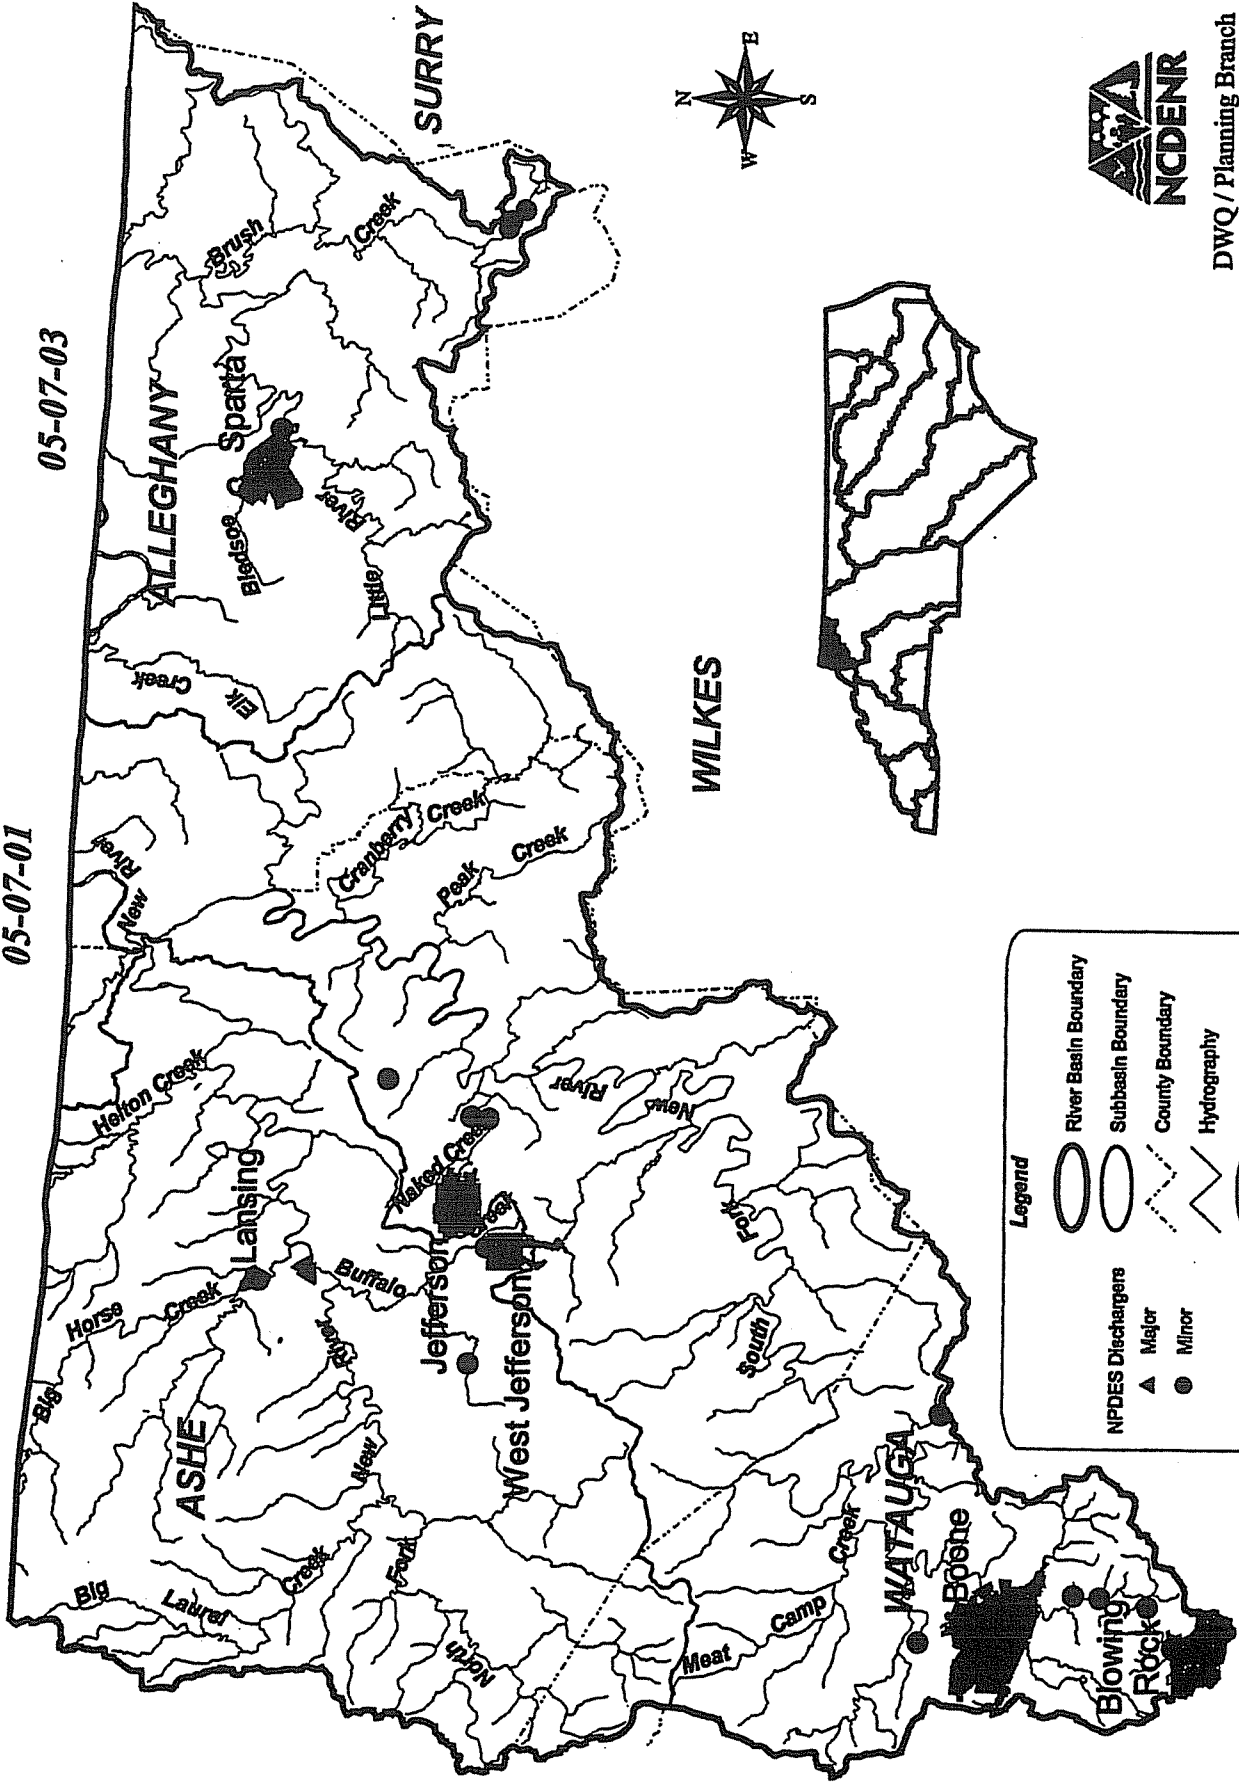 05-07-01
05-07-03
ASHE
ALLEGHANY
SURRY
WILKES
WATAUGA
Big
Laurel
Creek
Big
Horse
Creek
Helton Creek
New
River
Elk
Creek
Bledsoe
Sparta
Little
River
Brush
Creek
Lansing
Buffalo
Creek
Naked Creek
Jefferson
West Jefferson
Cranberry
Creek
Peak
Creek
North
Fork
New
River
South
Fork
New
River
Meat
Camp
Creek
Boone
Blowing
Rock
N
W
E
S
NCDENR
DWQ / Planning Branch
Legend
NPDES Dischargers
Major
Minor
River Basin Boundary
Subbasin Boundary
County Boundary
Hydrography